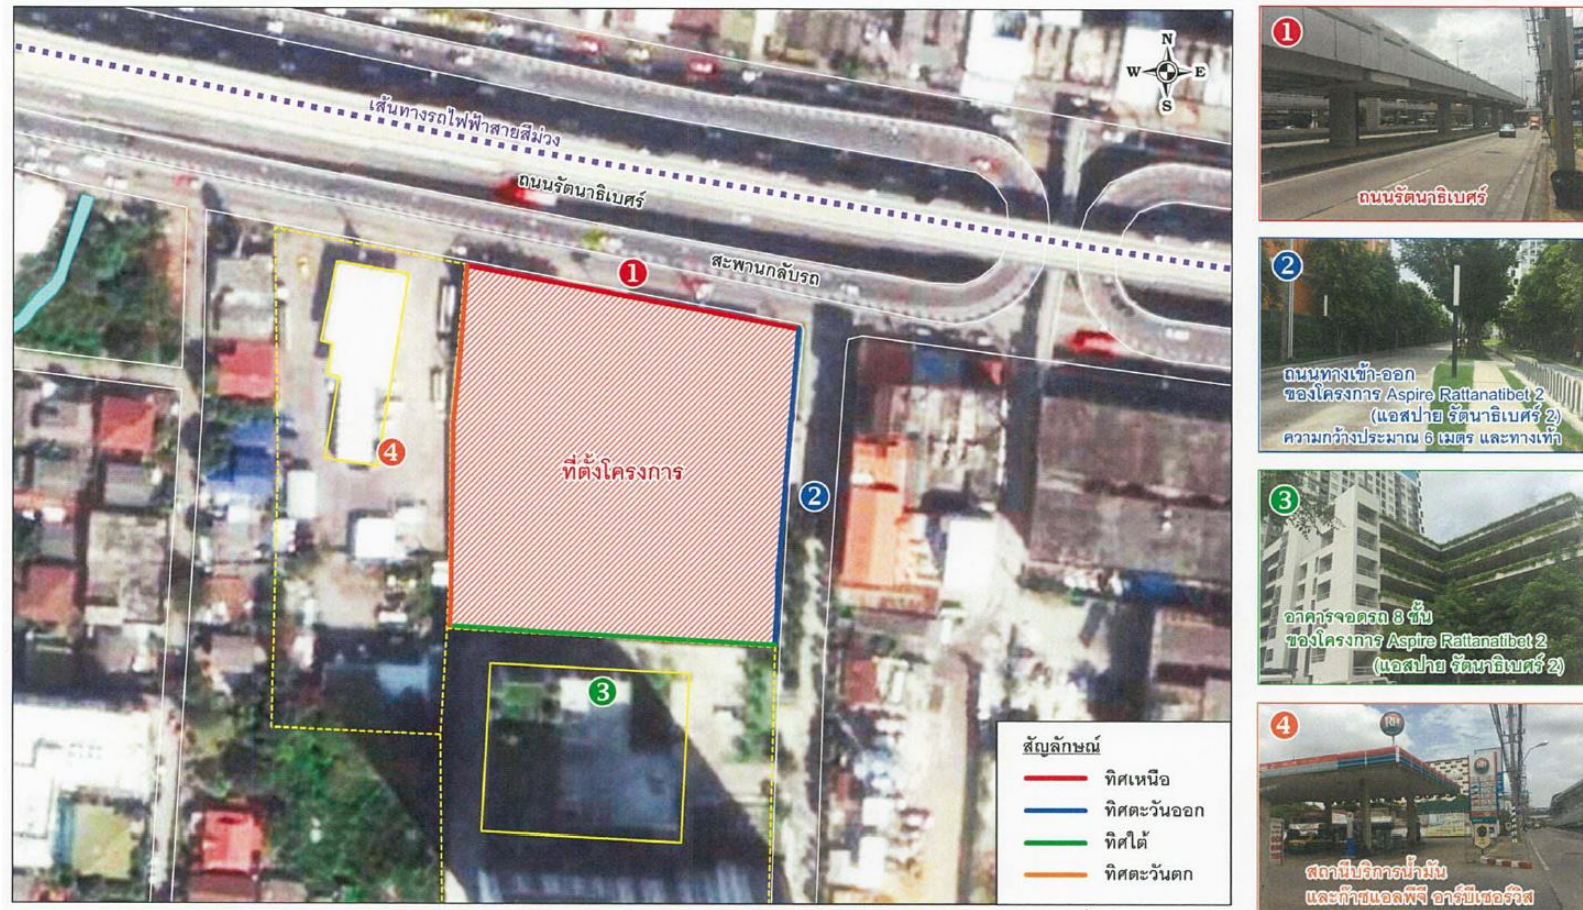 N
W E
S
เส้นทางรถไฟฟ้าสายสีม่วง
ถนนรัตนาธิเบศร์
สะพานกลับรถ
1
ที่ตั้งโครงการ
4
2
3
สัญลักษณ์
ทิศเหนือ
ทิศตะวันออก
ทิศใต้
ทิศตะวันตก
1
ถนนรัตนาธิเบศร์
2
ถนนทางเข้า-ออก
ของโครงการ Aspire Rattanatibet 2
(แอสปาย รัตนาธิเบศร์ 2)
ความกว้างประมาณ 6 เมตร และทางเท้า
3
อาคารจอดรถ 8 ชั้น
ของโครงการ Aspire Rattanatibet 2
(แอสปาย รัตนาธิเบศร์ 2)
4
สถานีบริการน้ำมัน
และก๊าซแอลพีจี อาร์บีเซอร์วิส